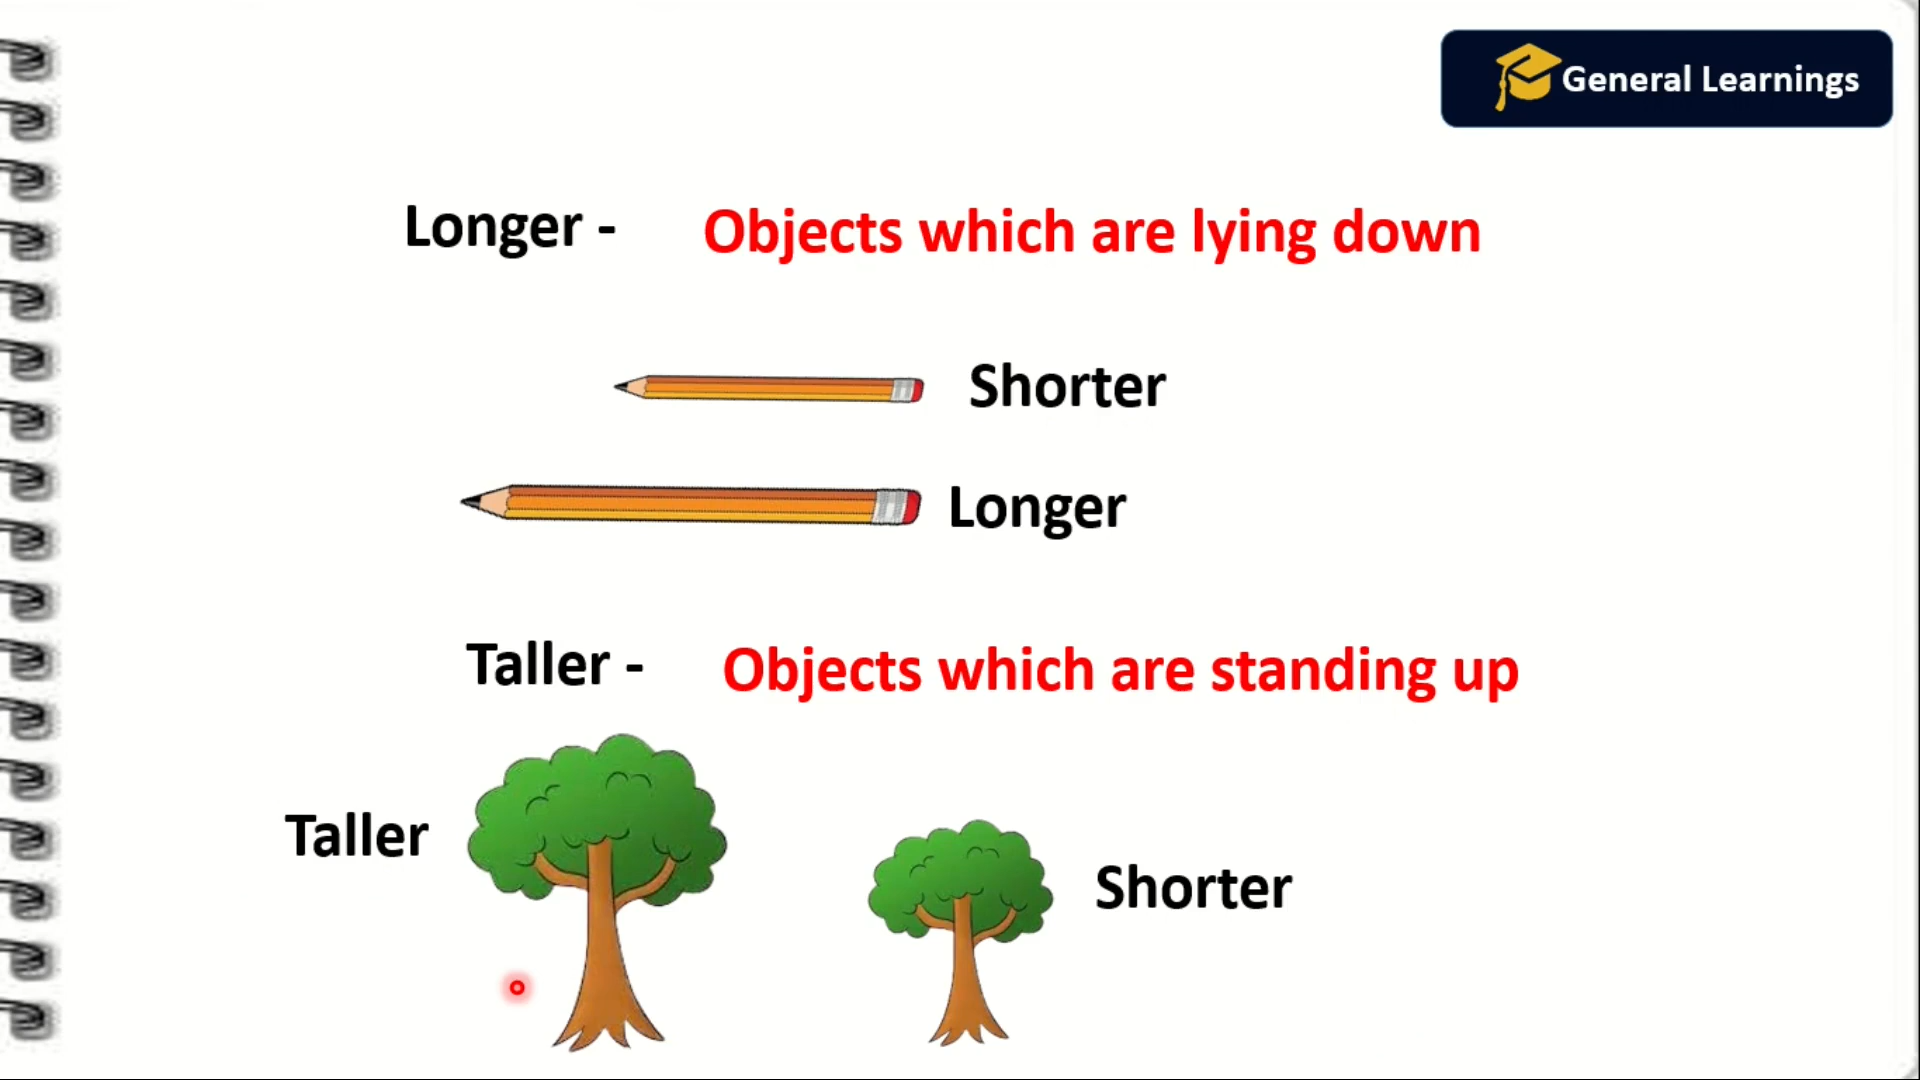 General Learnings
Longer - Objects which are lying down
Shorter
Longer
Taller - Objects which are standing up
Taller
Shorter